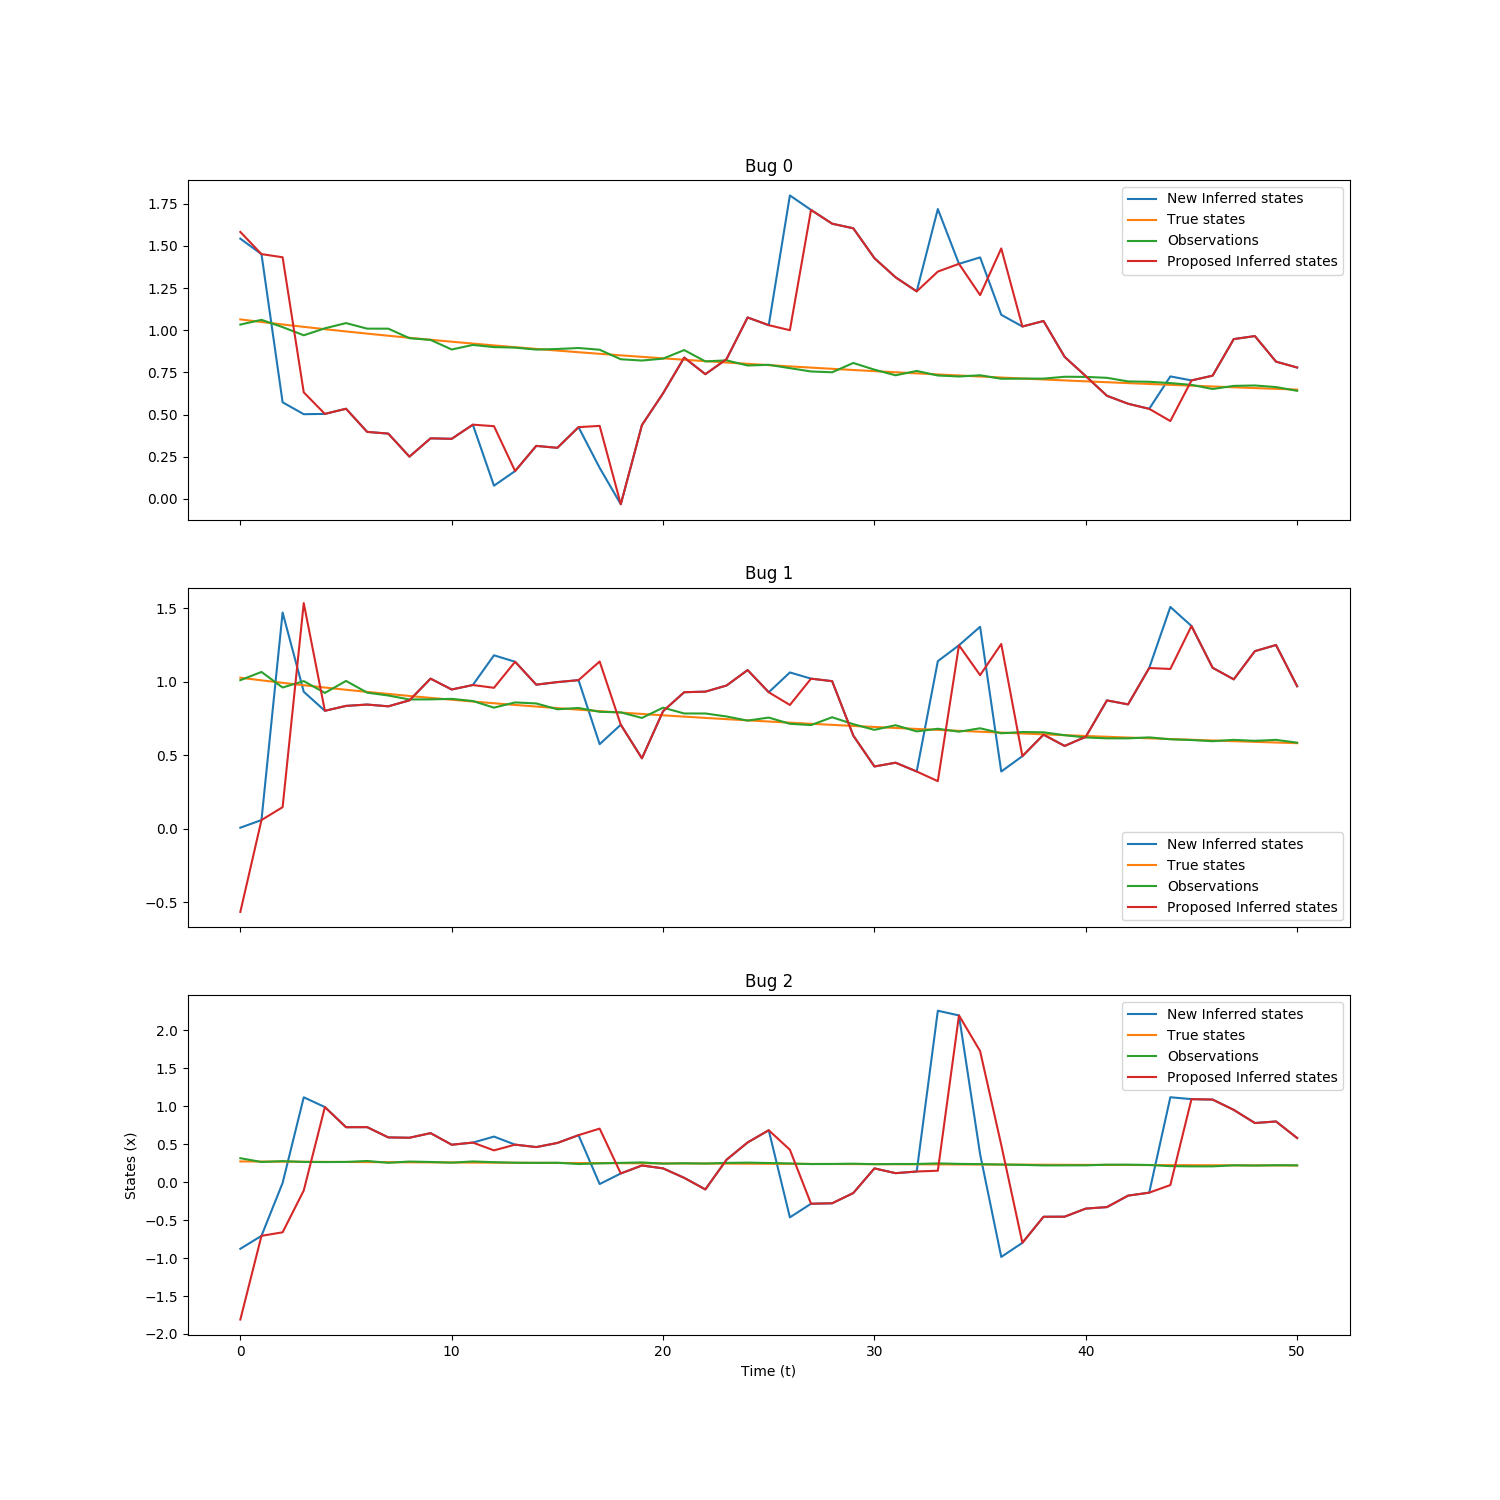 Bug 0
1.75
1.50
1.25
1.00
0.75
0.50
0.25
0.00
New Inferred states
True states
Observations
Proposed Inferred states
Bug 1
1.5
1.0
0.5
0.0
−0.5
New Inferred states
True states
Observations
Proposed Inferred states
Bug 2
2.0
1.5
1.0
0.5
0.0
−0.5
−1.0
−1.5
−2.0
States (x)
New Inferred states
True states
Observations
Proposed Inferred states
0 10 20 30 40 50
Time (t)